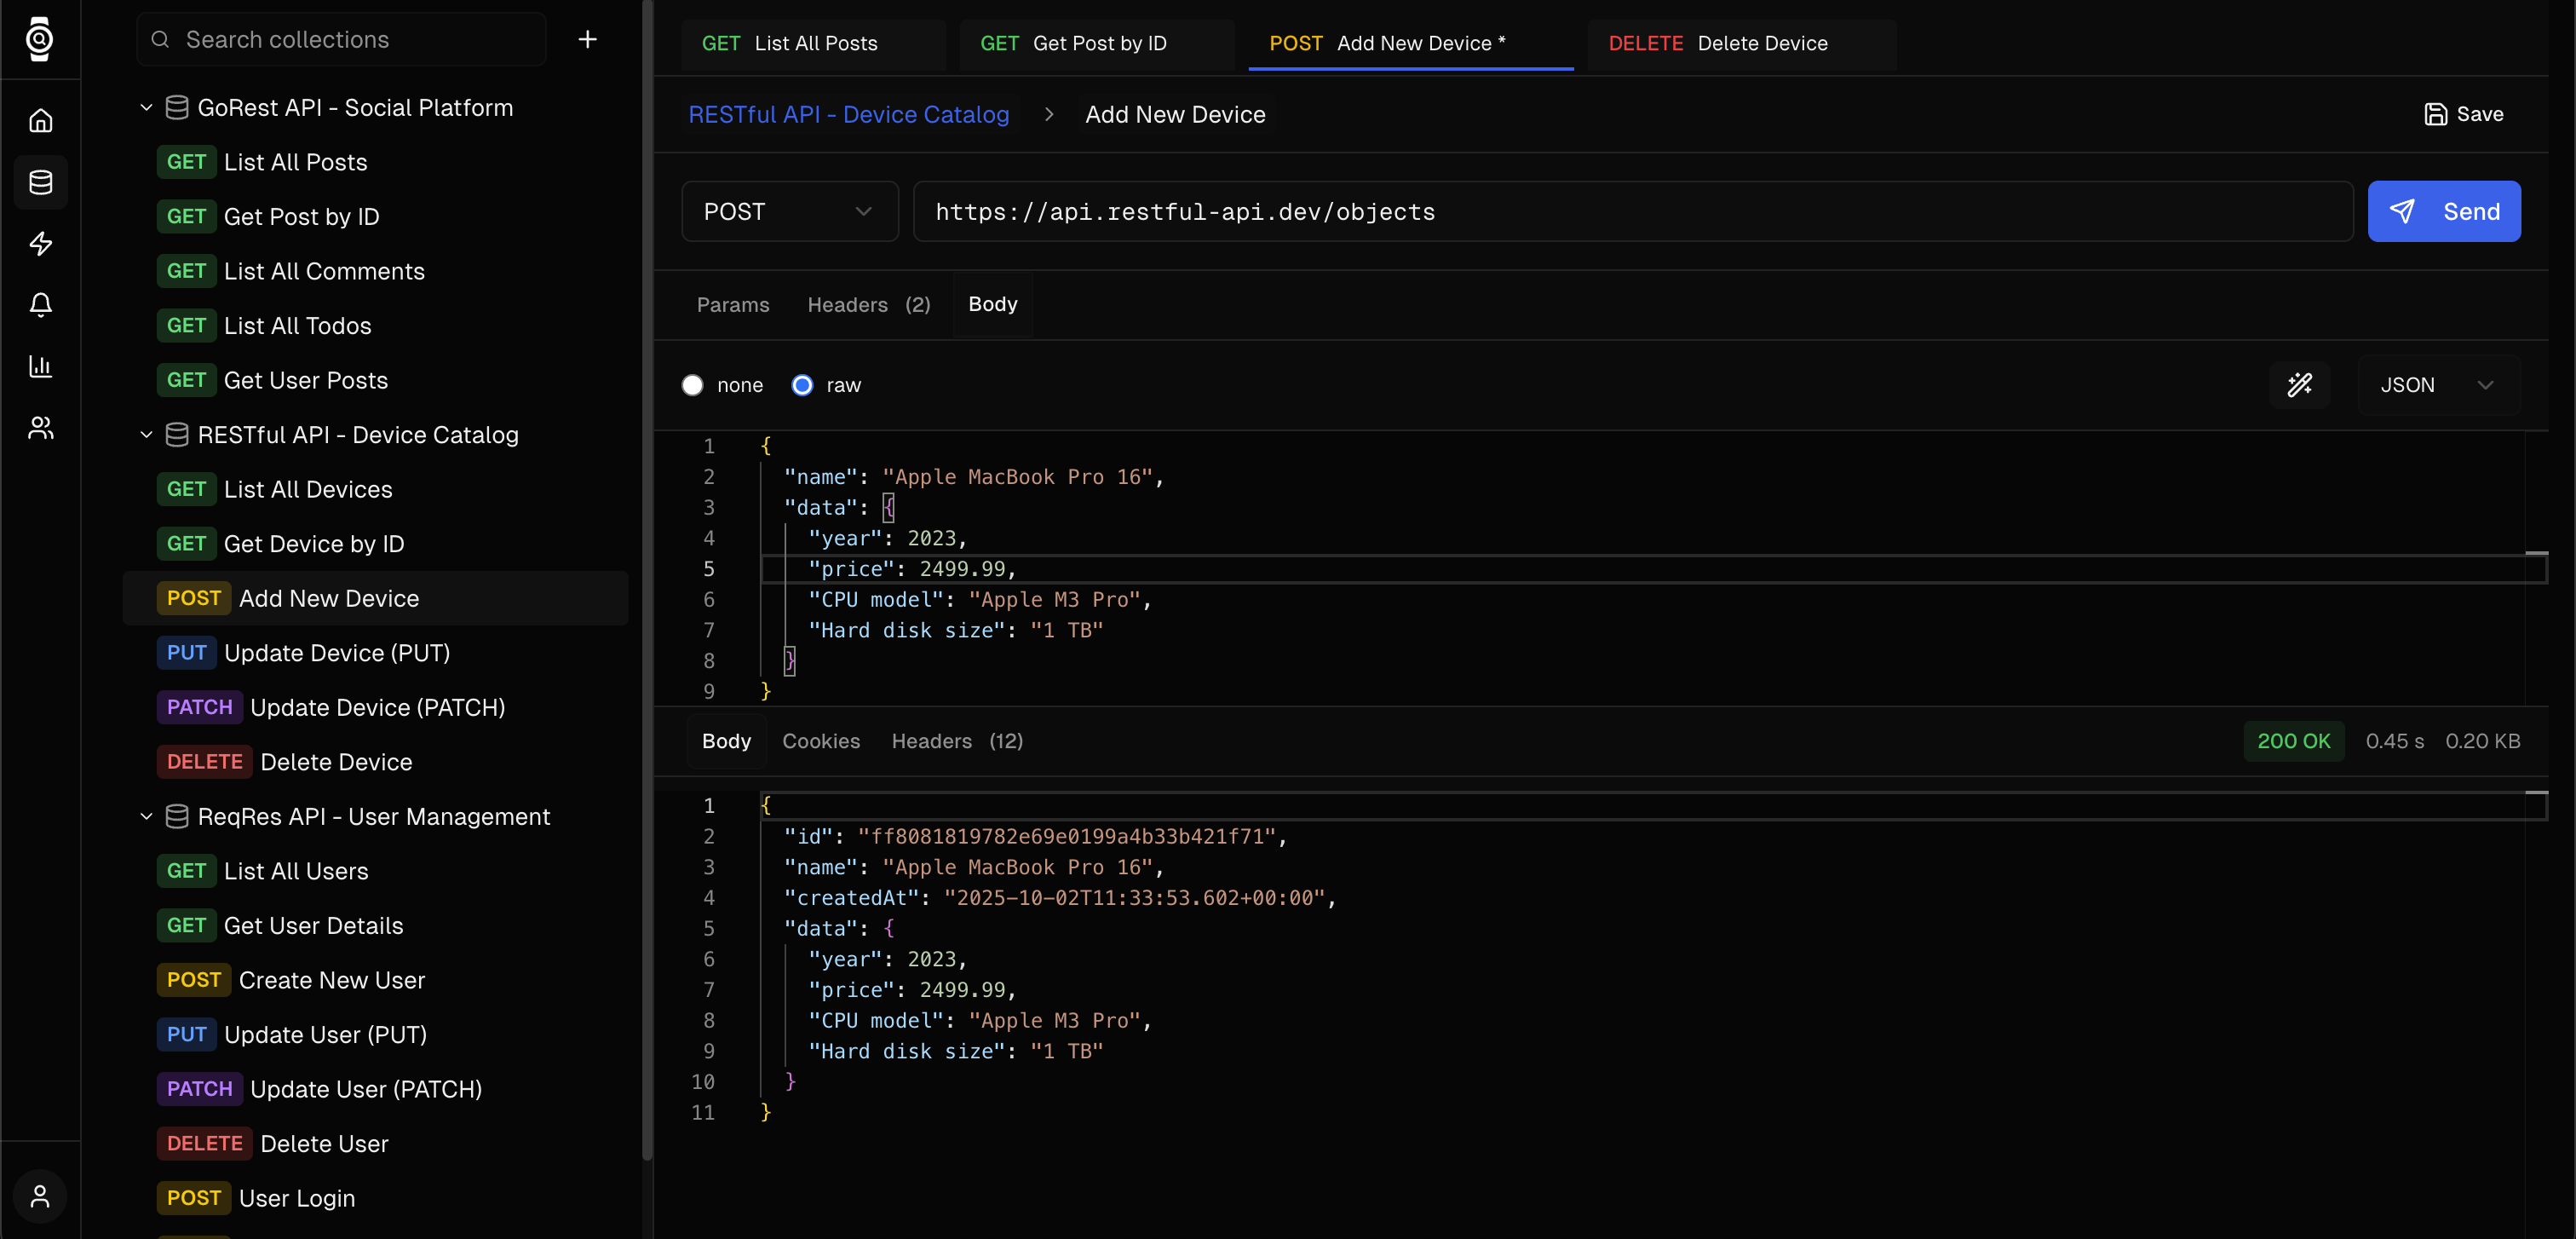 Search collections
GoRest API - Social Platform
GET List All Posts
GET Get Post by ID
GET List All Comments
GET List All Todos
GET Get User Posts
RESTful API - Device Catalog
GET List All Devices
GET Get Device by ID
POST Add New Device
PUT Update Device (PUT)
PATCH Update Device (PATCH)
DELETE Delete Device
ReqRes API - User Management
GET List All Users
GET Get User Details
POST Create New User
PUT Update User (PUT)
PATCH Update User (PATCH)
DELETE Delete User
POST User Login
GET List All Posts
GET Get Post by ID
POST Add New Device *
DELETE Delete Device
RESTful API - Device Catalog > Add New Device
Save
POST
https://api.restful-api.dev/objects
Send
Params Headers (2) Body
none raw
JSON
1 {
2 "name": "Apple MacBook Pro 16",
3 "data": {
4 "year": 2023,
5 "price": 2499.99,
6 "CPU model": "Apple M3 Pro",
7 "Hard disk size": "1 TB"
8 }
9 }
Body Cookies Headers (12)
200 OK 0.45 s 0.20 KB
1 {
2 "id": "ff8081819782e69e0199a4b33b421f71",
3 "name": "Apple MacBook Pro 16",
4 "createdAt": "2025-10-02T11:33:53.602+00:00",
5 "data": {
6 "year": 2023,
7 "price": 2499.99,
8 "CPU model": "Apple M3 Pro",
9 "Hard disk size": "1 TB"
10 }
11 }